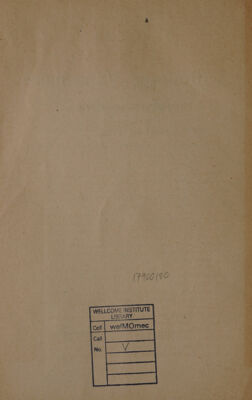 17900180
WELLCOME INSTITUTE
LIBRARY
Coll welMOmec
Call
No. V